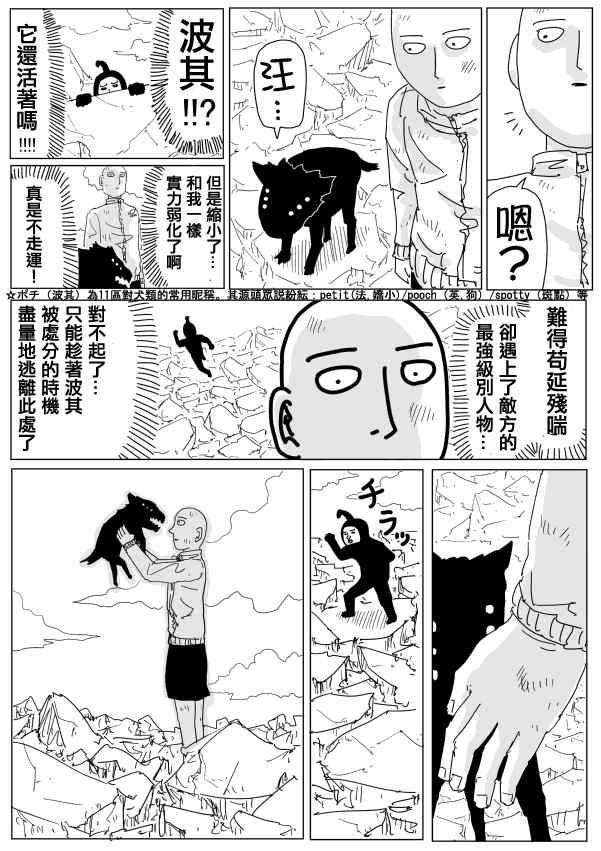 嗯？
汪…
波其!!?
它還活著嗎!!!!
但是縮小了…
和我一樣
實力弱化了啊
真是不走運！
☆ポチ（波其）為11區對犬類的常用昵稱。其源頭眾説紛紜：petit(法,嬌小)/pooch（英,狗）/spotty（斑點）等
難得苟延殘喘
卻遇上了敵方的
最強級別人物…
對不起了…
只能趁著波其
被處分的時機
盡量地逃離此處了
チラッ